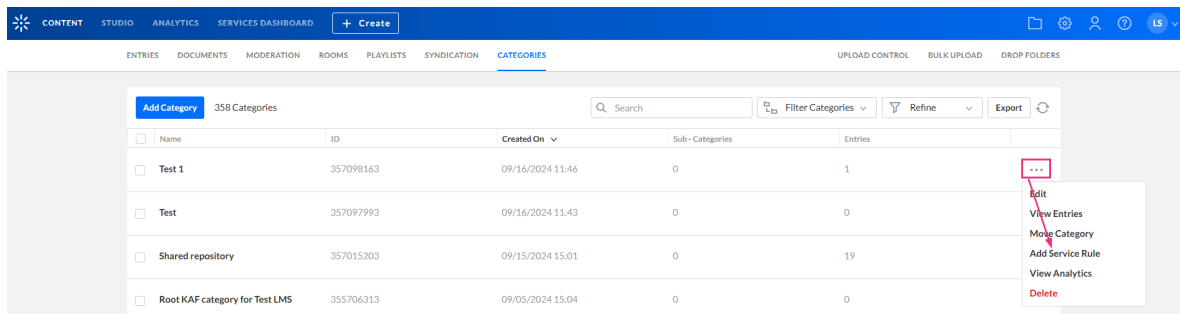 CONTENT STUDIO ANALYTICS SERVICES DASHBOARD + Create LS
ENTRIES DOCUMENTS MODERATION ROOMS PLAYLISTS SYNDICATION CATEGORIES UPLOAD CONTROL BULK UPLOAD DROP FOLDERS
Add Category 358 Categories Search Filter Categories Refine Export
Name ID Created On Sub - Categories Entries
Test 1 357098163 09/16/2024 11:46 0 1 ...
Edit
Test 357097993 09/16/2024 11:43 0 0 View Entries
Move Category
Shared repository 357015203 09/15/2024 15:01 0 19 Add Service Rule
View Analytics
Root KAF category for Test LMS 355706313 09/05/2024 15:04 0 0 Delete